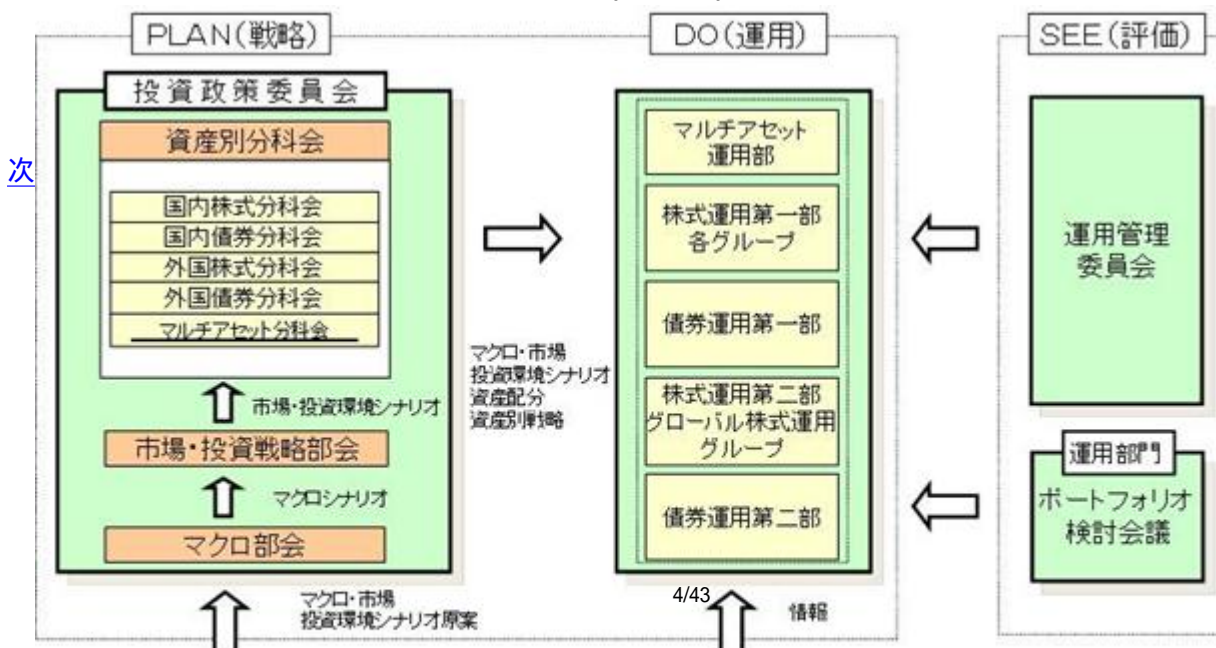 PLAN(戦略)
投資政策委員会
資産別分科会
国内株式分科会
国内債券分科会
外国株式分科会
外国債券分科会
マルチアセット分科会
市場・投資環境シナリオ
市場・投資戦略部会
マクロシナリオ
マクロ部会
マクロ・市場
投資環境シナリオ原案
次
マクロ・市場
投資環境シナリオ
資産配分
資産別戦略
DO(運用)
マルチアセット
運用部
株式運用第一部
各グループ
債券運用第一部
株式運用第二部
グローバル株式運用
グループ
債券運用第二部
4/43
情報
SEE(評価)
運用管理
委員会
運用部門
ポートフォリオ
検討会議